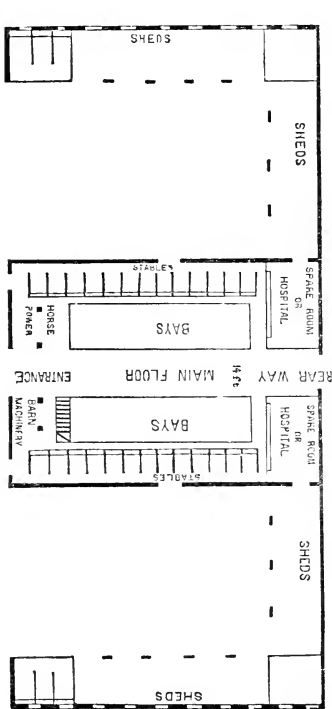 SHEDS
SHEDS
STABLES
SPARE ROOM
OR
HOSPITAL
HORSE
POWER
BAYS
ENTRANCE
MAIN FLOOR
14 ft
REAR WAY
BARN
MACHINERY
BAYS
SPARE ROOM
OR
HOSPITAL
STABLES
SHEDS
SHEDS